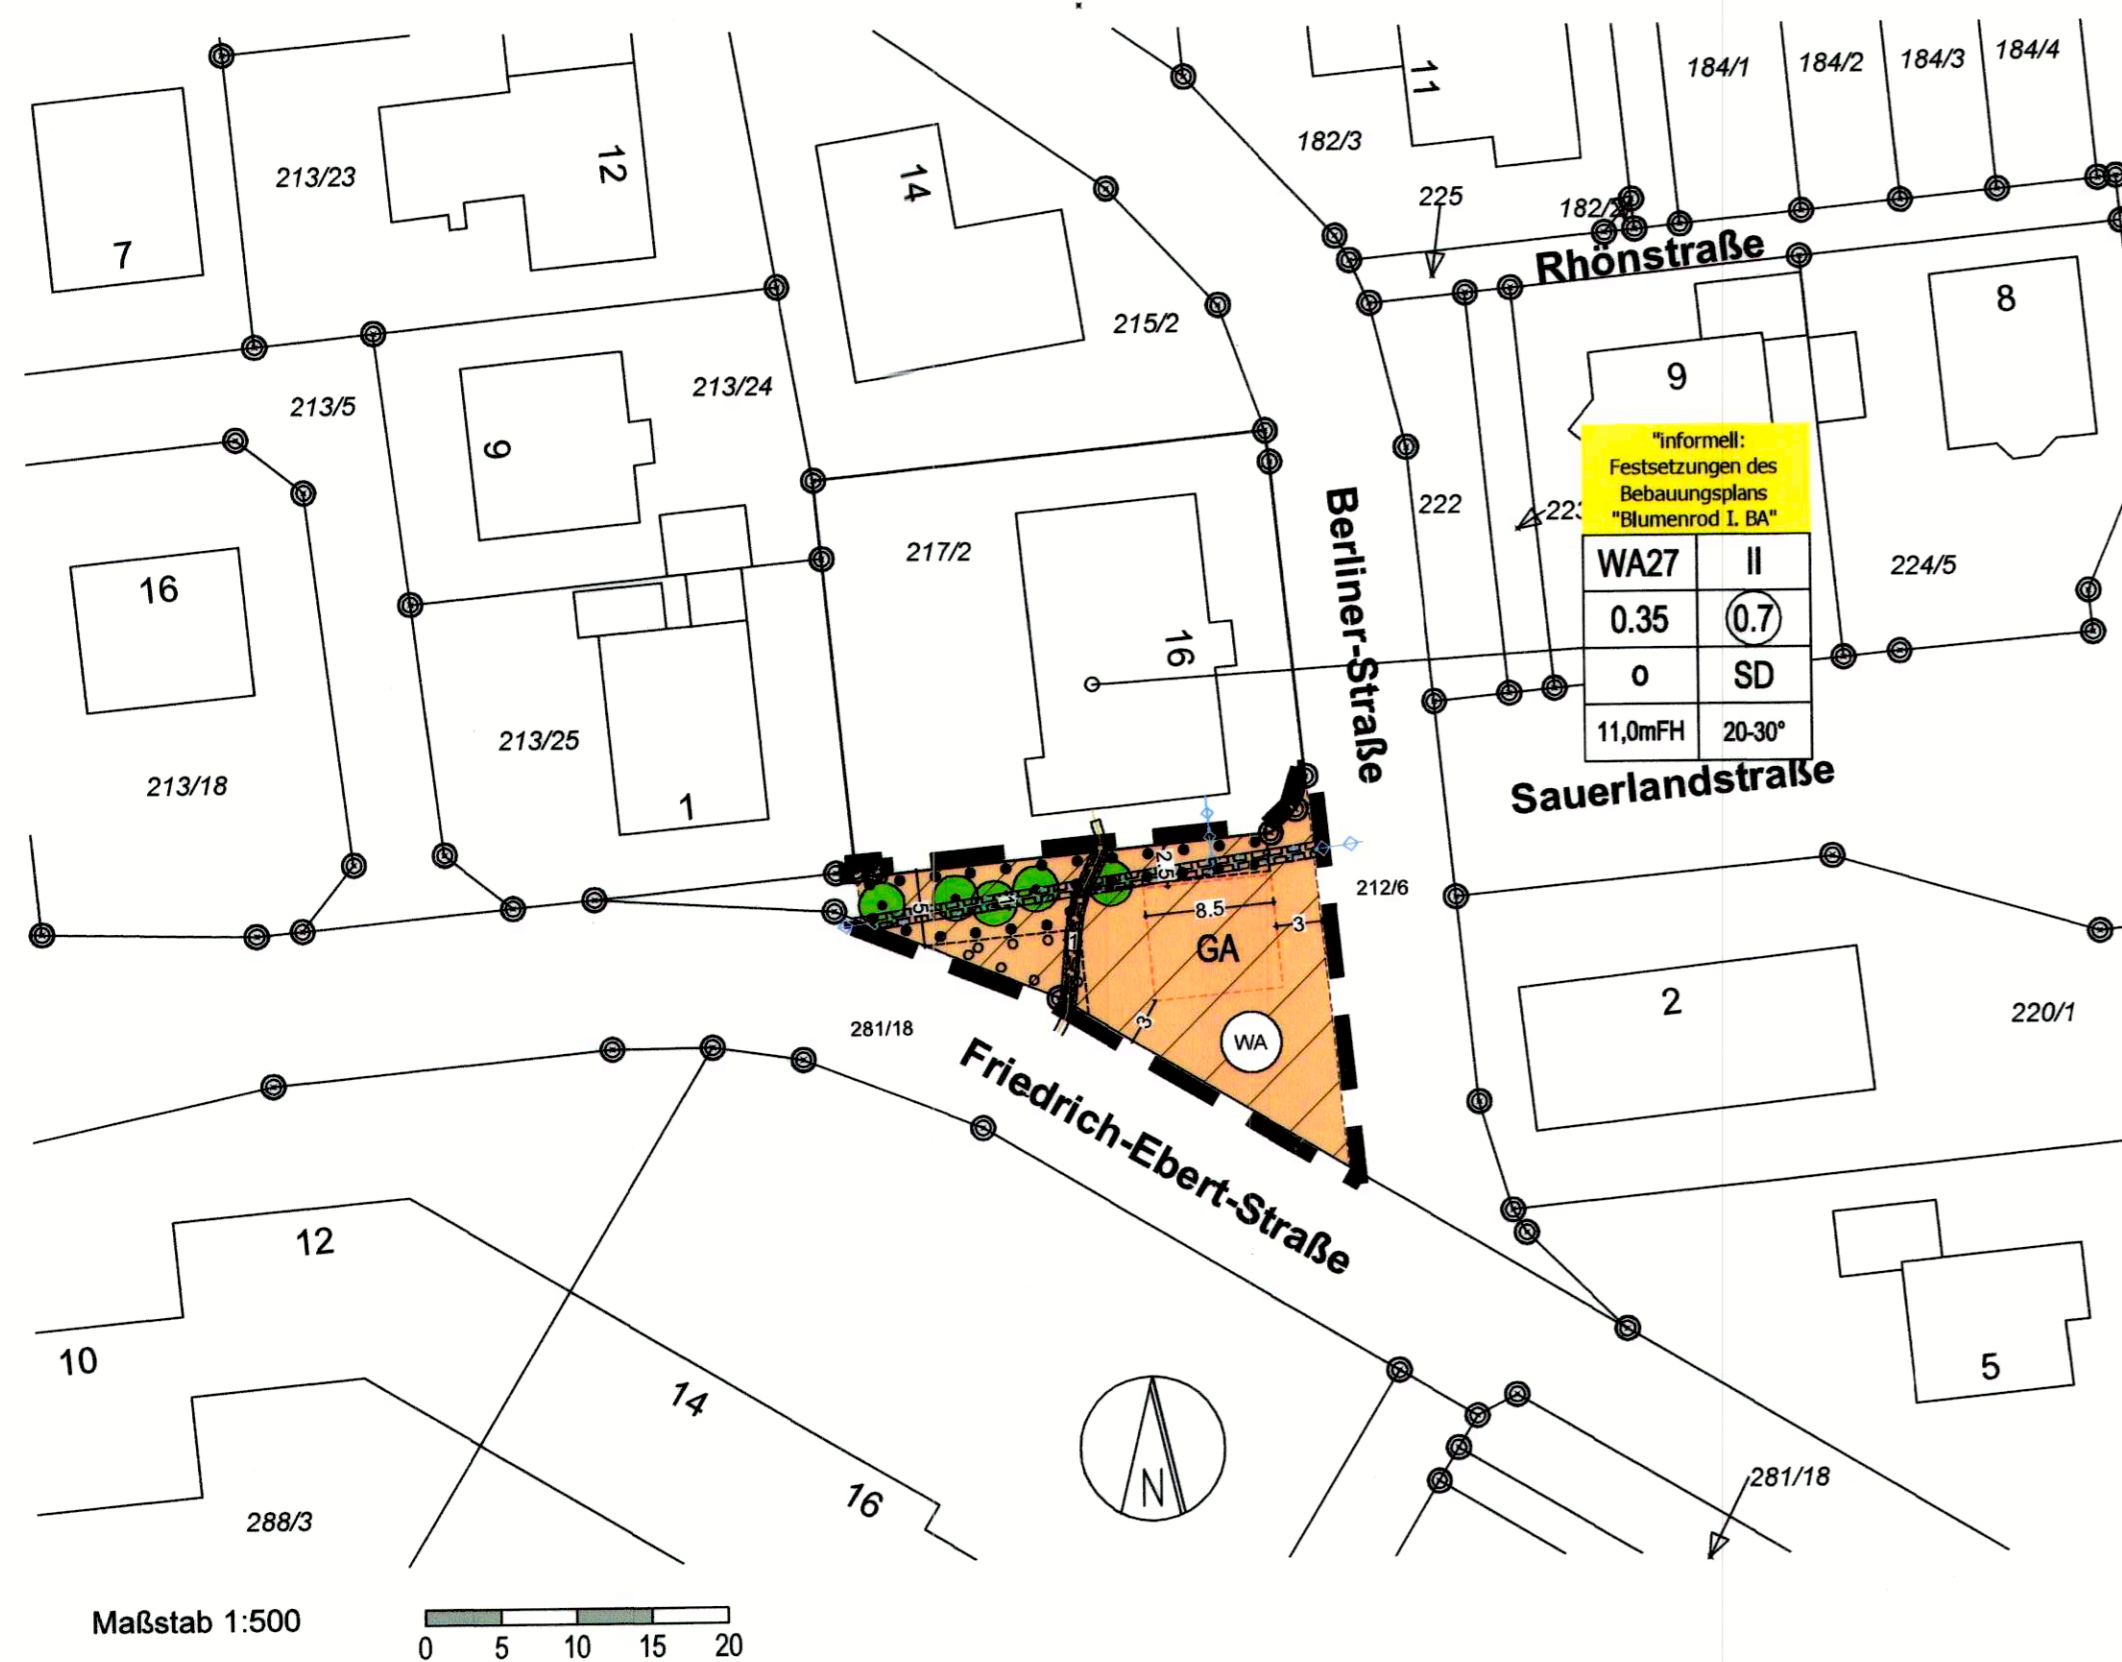 184/1
184/2
184/3
184/4
11
182/3
213/23
12
14
225
182/2
Rhönstraße
7
8
215/2
9
213/24
213/5
9
"informell:
Festsetzungen des
Bebauungsplans
"Blumenrod I. BA"
222
223
WA27 II
0.35 0.7
o SD
11,0mFH 20-30°
217/2
224/5
16
16
Berliner-Straße
213/25
213/18
1
Sauerlandstraße
2.5
212/6
5
8.5
3
GA
3
WA
2
220/1
281/18
Friedrich-Ebert-Straße
12
10
14
16
5
288/3
N
281/18
Maßstab 1:500
0 5 10 15 20